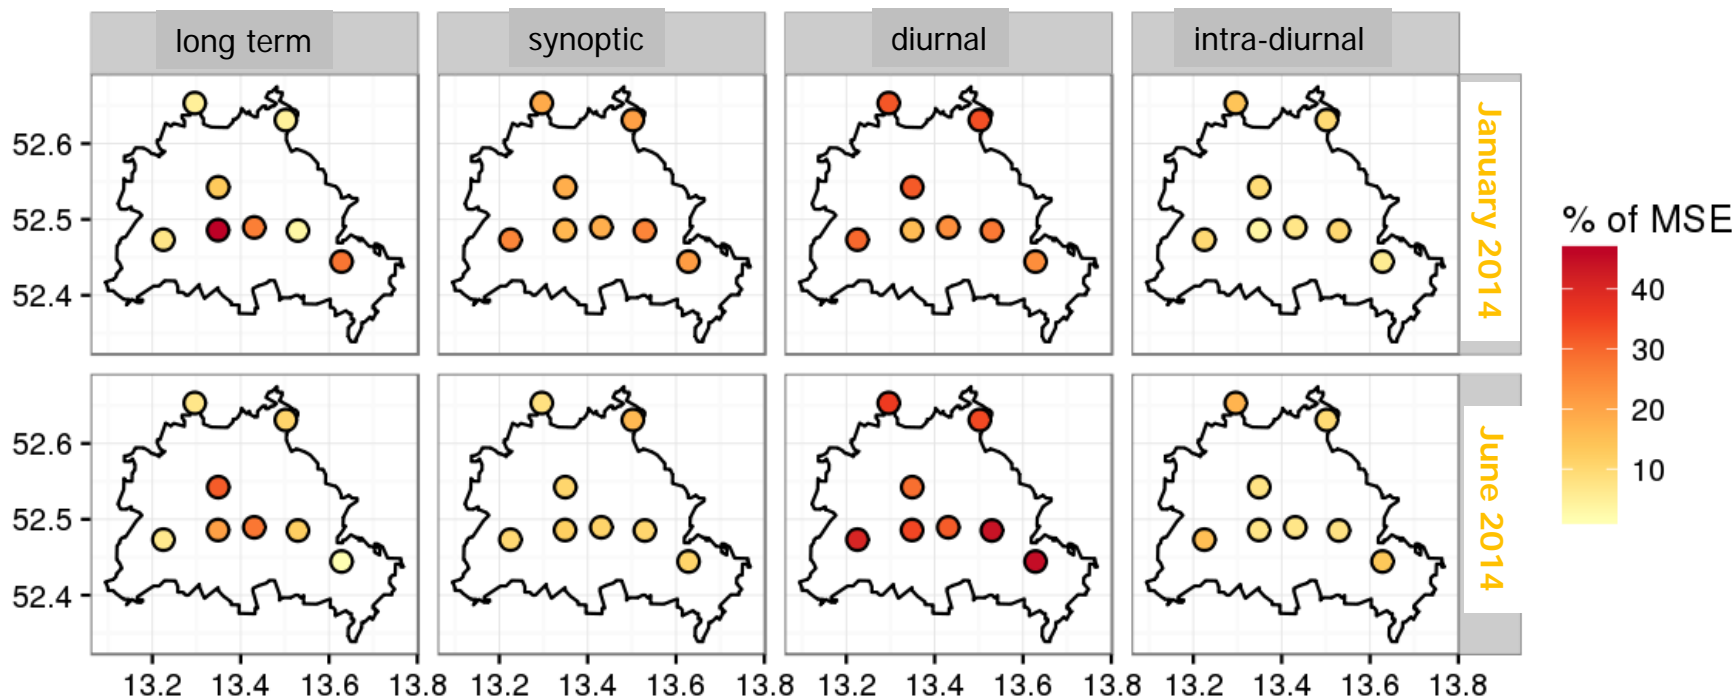 long term
synoptic
diurnal
intra-diurnal
52.6
52.5
52.4
January 2014
52.6
52.5
52.4
June 2014
13.2 13.4 13.6 13.8
13.2 13.4 13.6 13.8
13.2 13.4 13.6 13.8
13.2 13.4 13.6 13.8
% of MSE
40
30
20
10